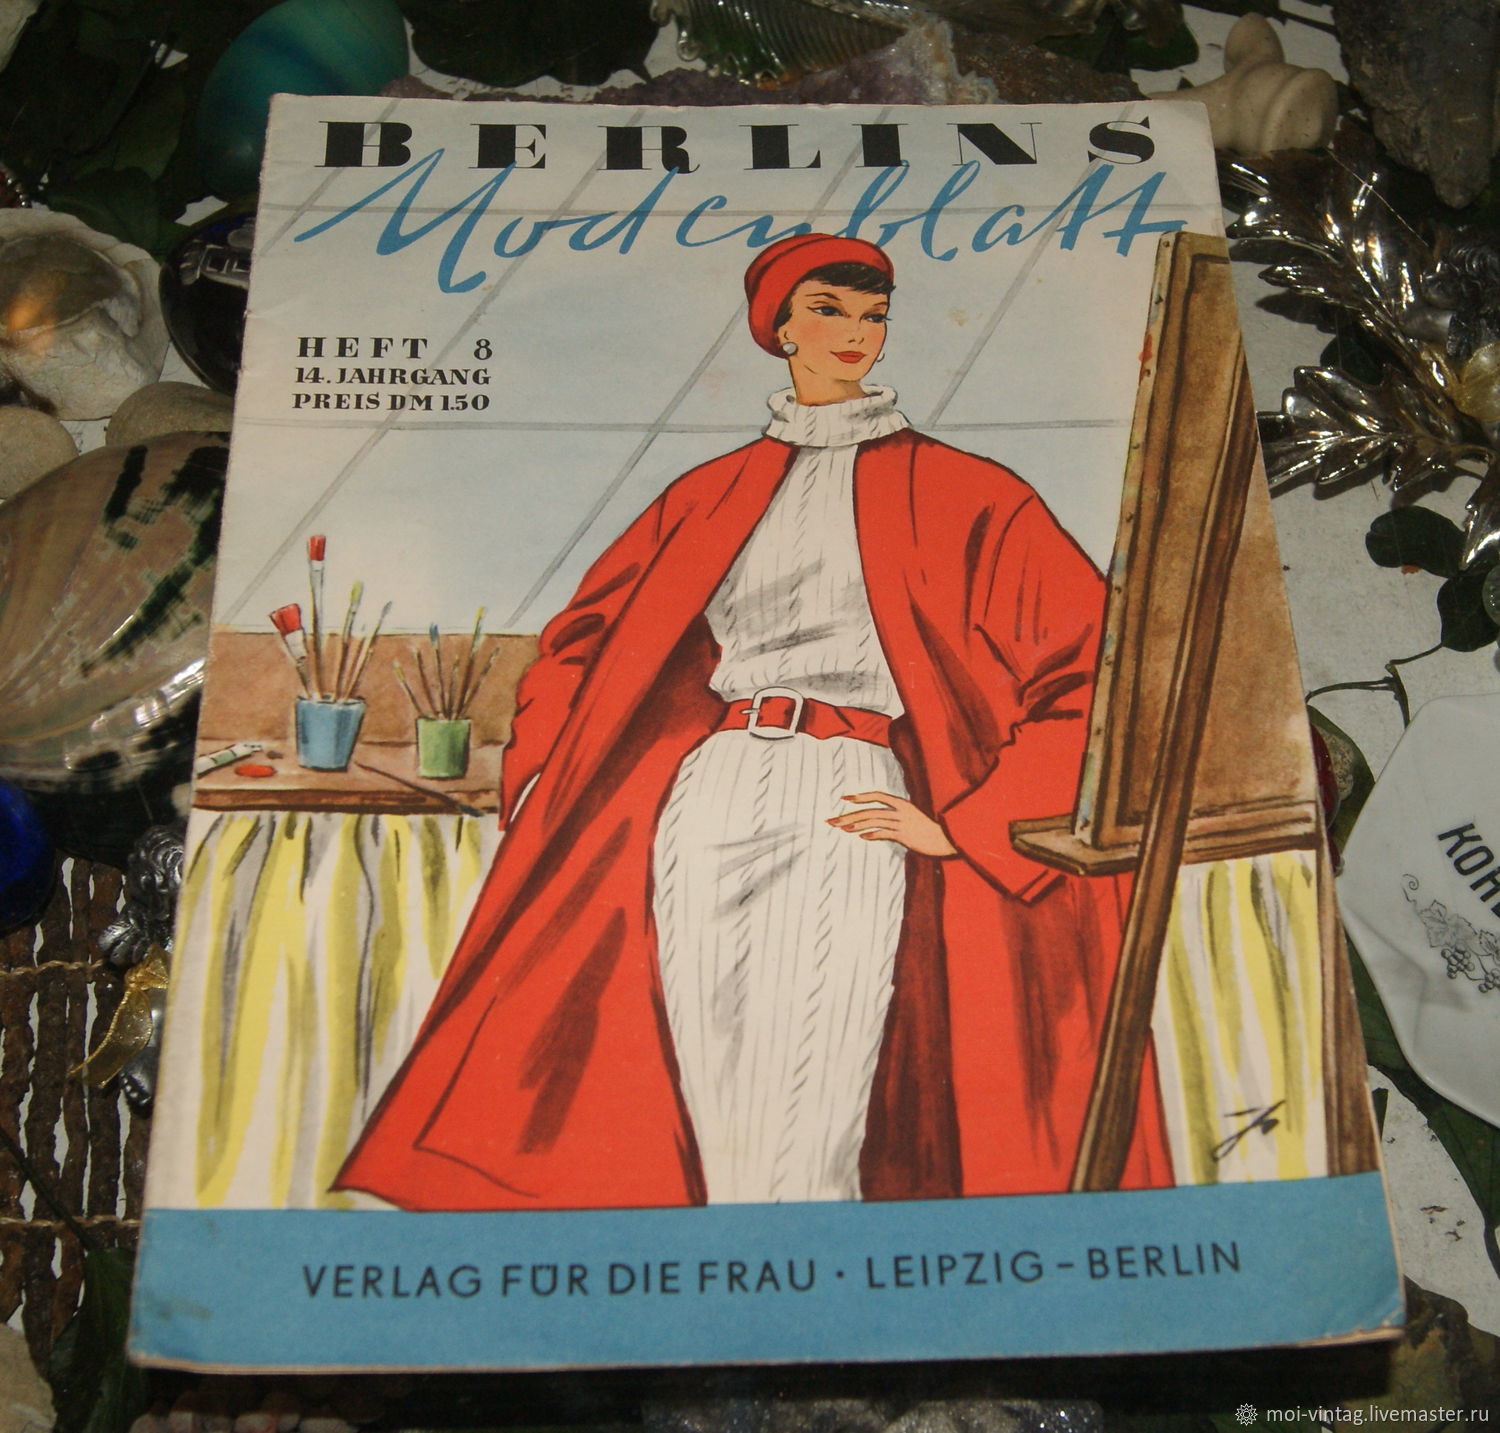 BERLINS
Modenblatt
HEFT 8
14. JAHRGANG
PREIS DM 1.50
VERLAG FÜR DIE FRAU · LEIPZIG – BERLIN
moi-vintag.livemaster.ru